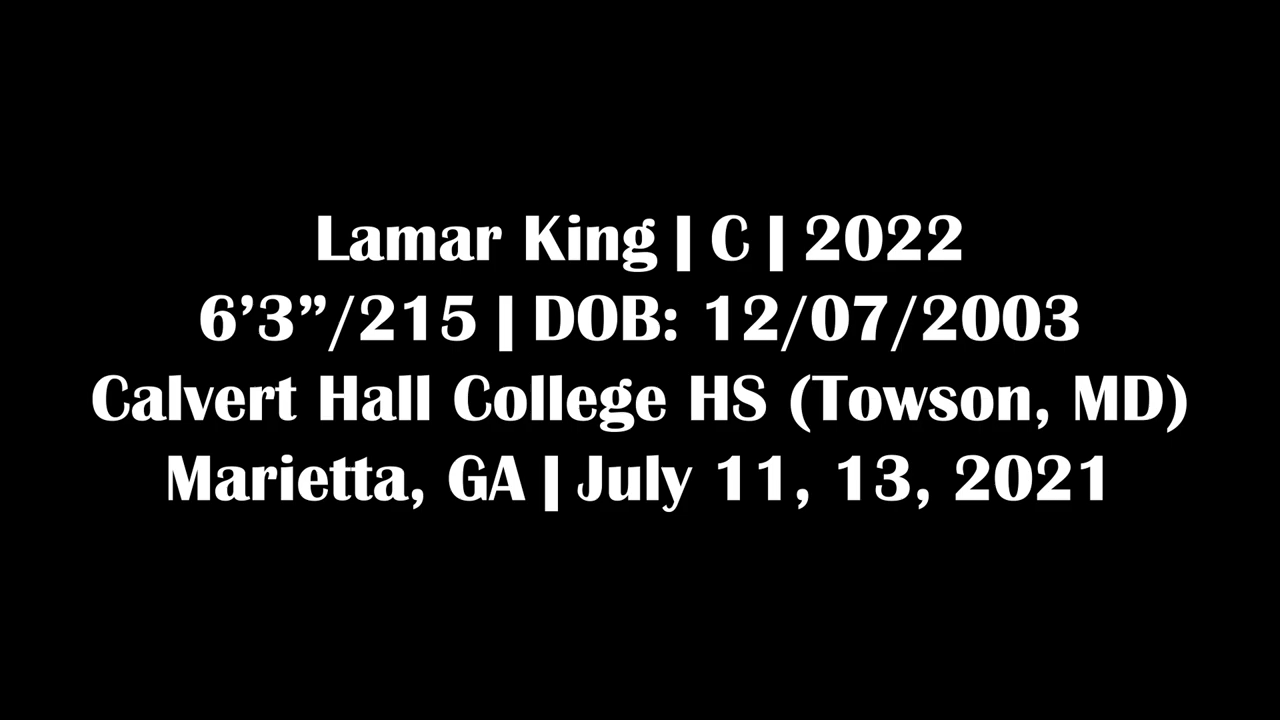 Lamar King | C | 2022
6’3”/215 | DOB: 12/07/2003
Calvert Hall College HS (Towson, MD)
Marietta, GA | July 11, 13, 2021